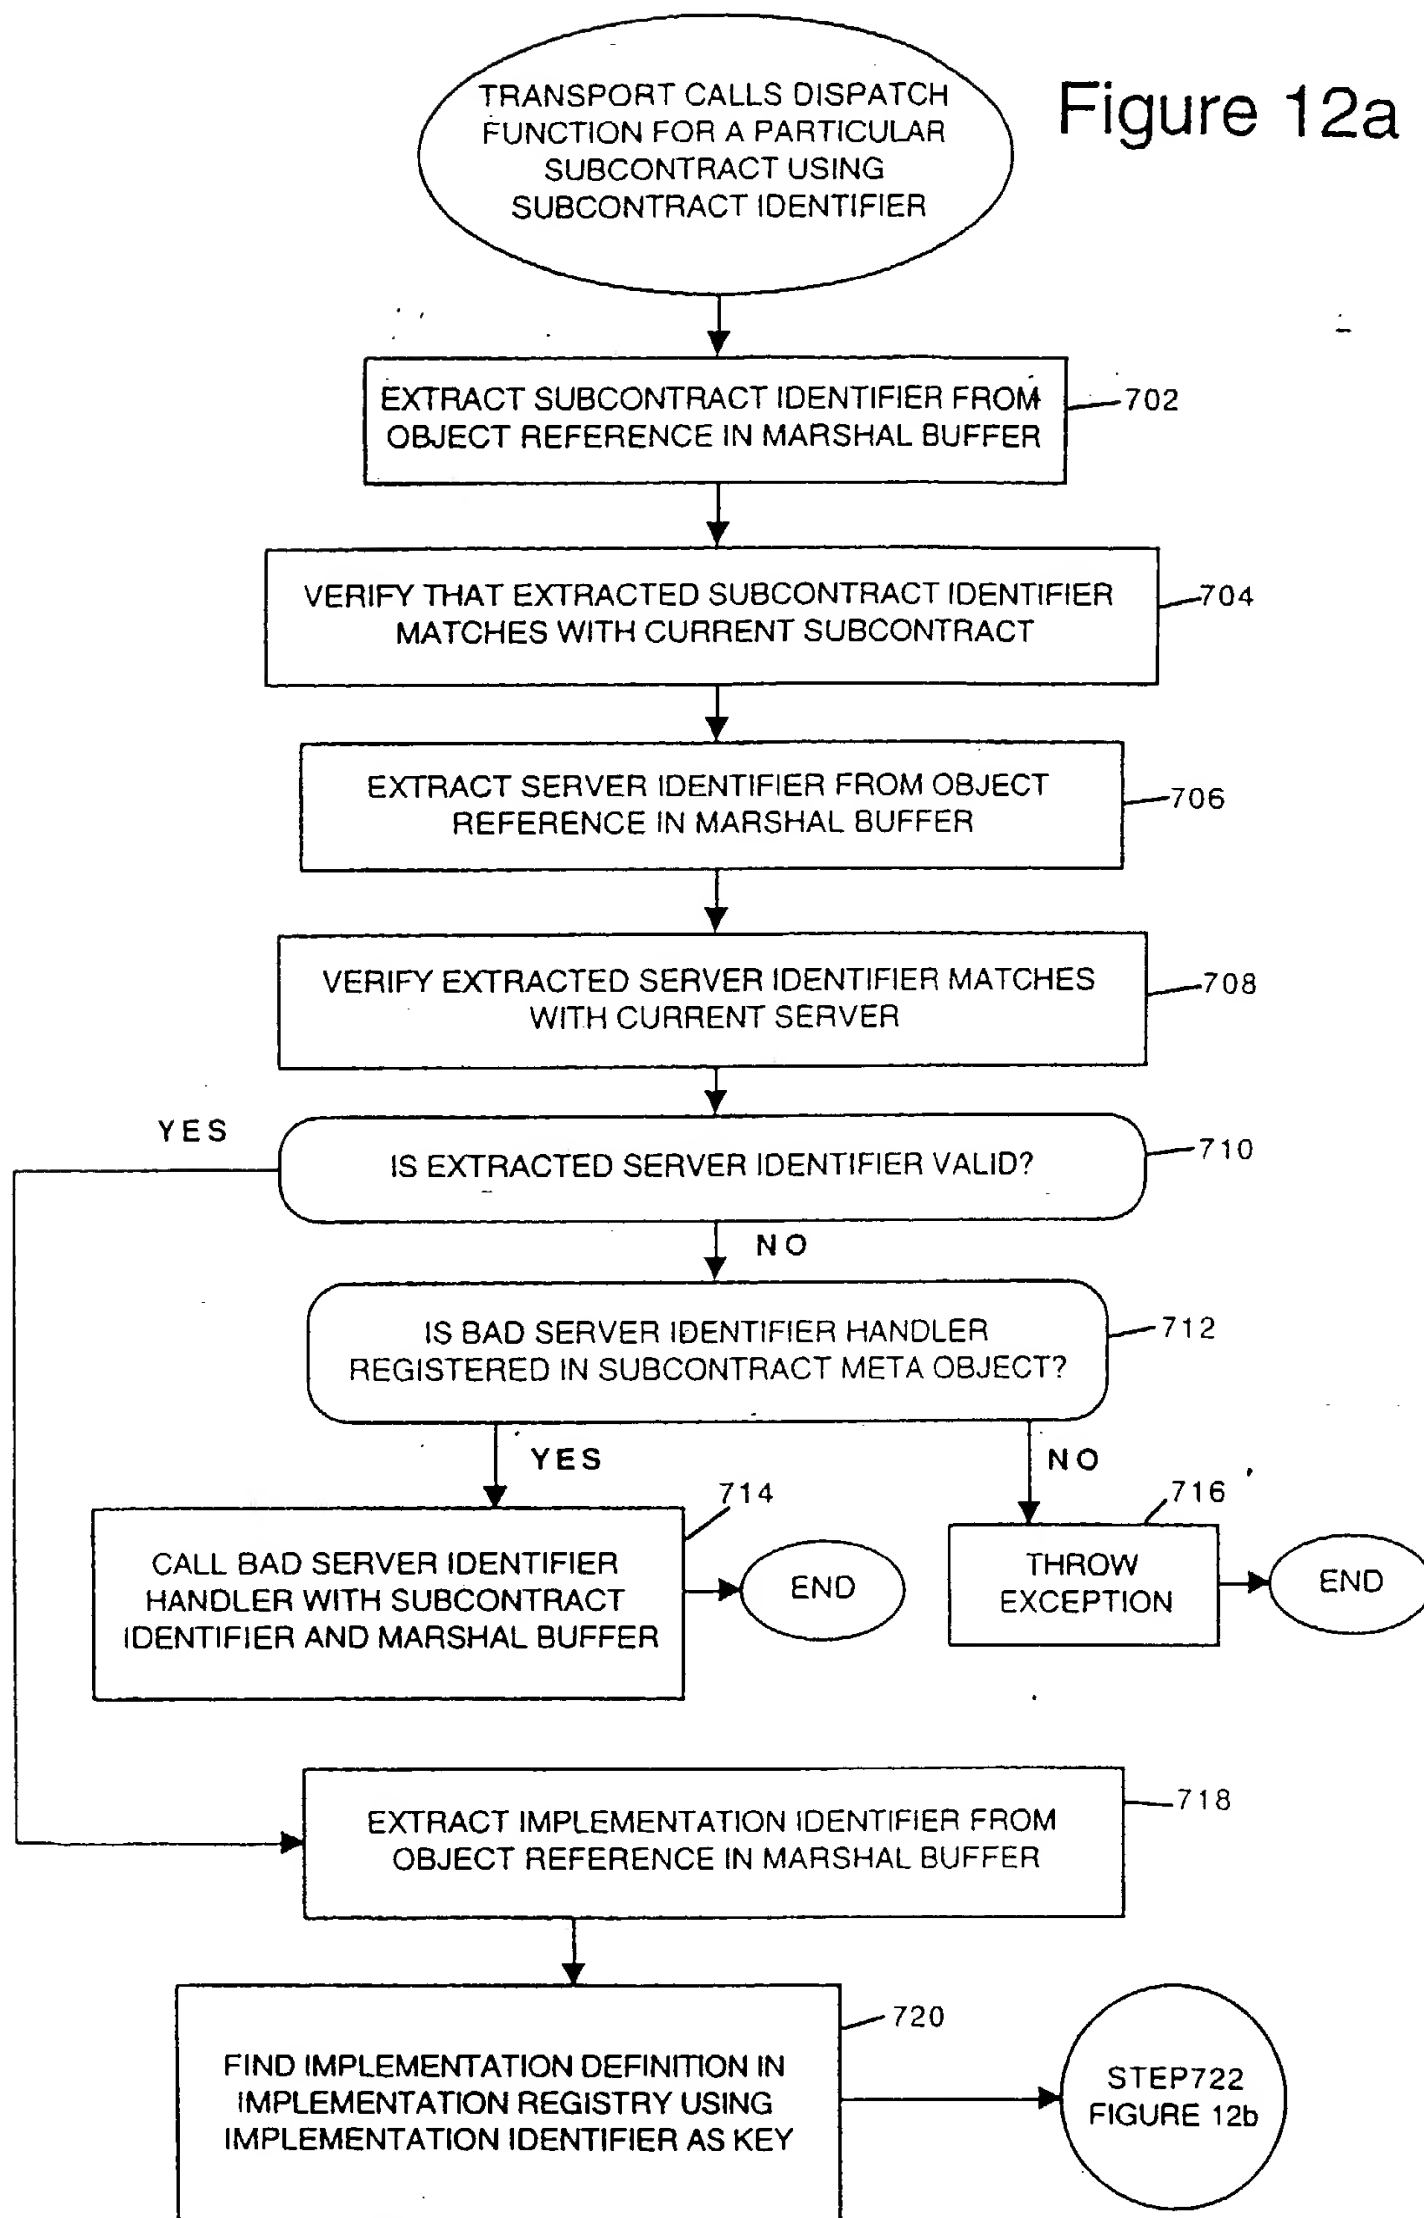 Figure 12a
TRANSPORT CALLS DISPATCH
FUNCTION FOR A PARTICULAR
SUBCONTRACT USING
SUBCONTRACT IDENTIFIER
EXTRACT SUBCONTRACT IDENTIFIER FROM
OBJECT REFERENCE IN MARSHAL BUFFER
702
VERIFY THAT EXTRACTED SUBCONTRACT IDENTIFIER
MATCHES WITH CURRENT SUBCONTRACT
704
EXTRACT SERVER IDENTIFIER FROM OBJECT
REFERENCE IN MARSHAL BUFFER
706
VERIFY EXTRACTED SERVER IDENTIFIER MATCHES
WITH CURRENT SERVER
708
YES
IS EXTRACTED SERVER IDENTIFIER VALID?
710
NO
IS BAD SERVER IDENTIFIER HANDLER
REGISTERED IN SUBCONTRACT META OBJECT?
712
YES
NO
714
CALL BAD SERVER IDENTIFIER
HANDLER WITH SUBCONTRACT
IDENTIFIER AND MARSHAL BUFFER
END
716
THROW
EXCEPTION
END
EXTRACT IMPLEMENTATION IDENTIFIER FROM
OBJECT REFERENCE IN MARSHAL BUFFER
718
FIND IMPLEMENTATION DEFINITION IN
IMPLEMENTATION REGISTRY USING
IMPLEMENTATION IDENTIFIER AS KEY
720
STEP722
FIGURE 12b